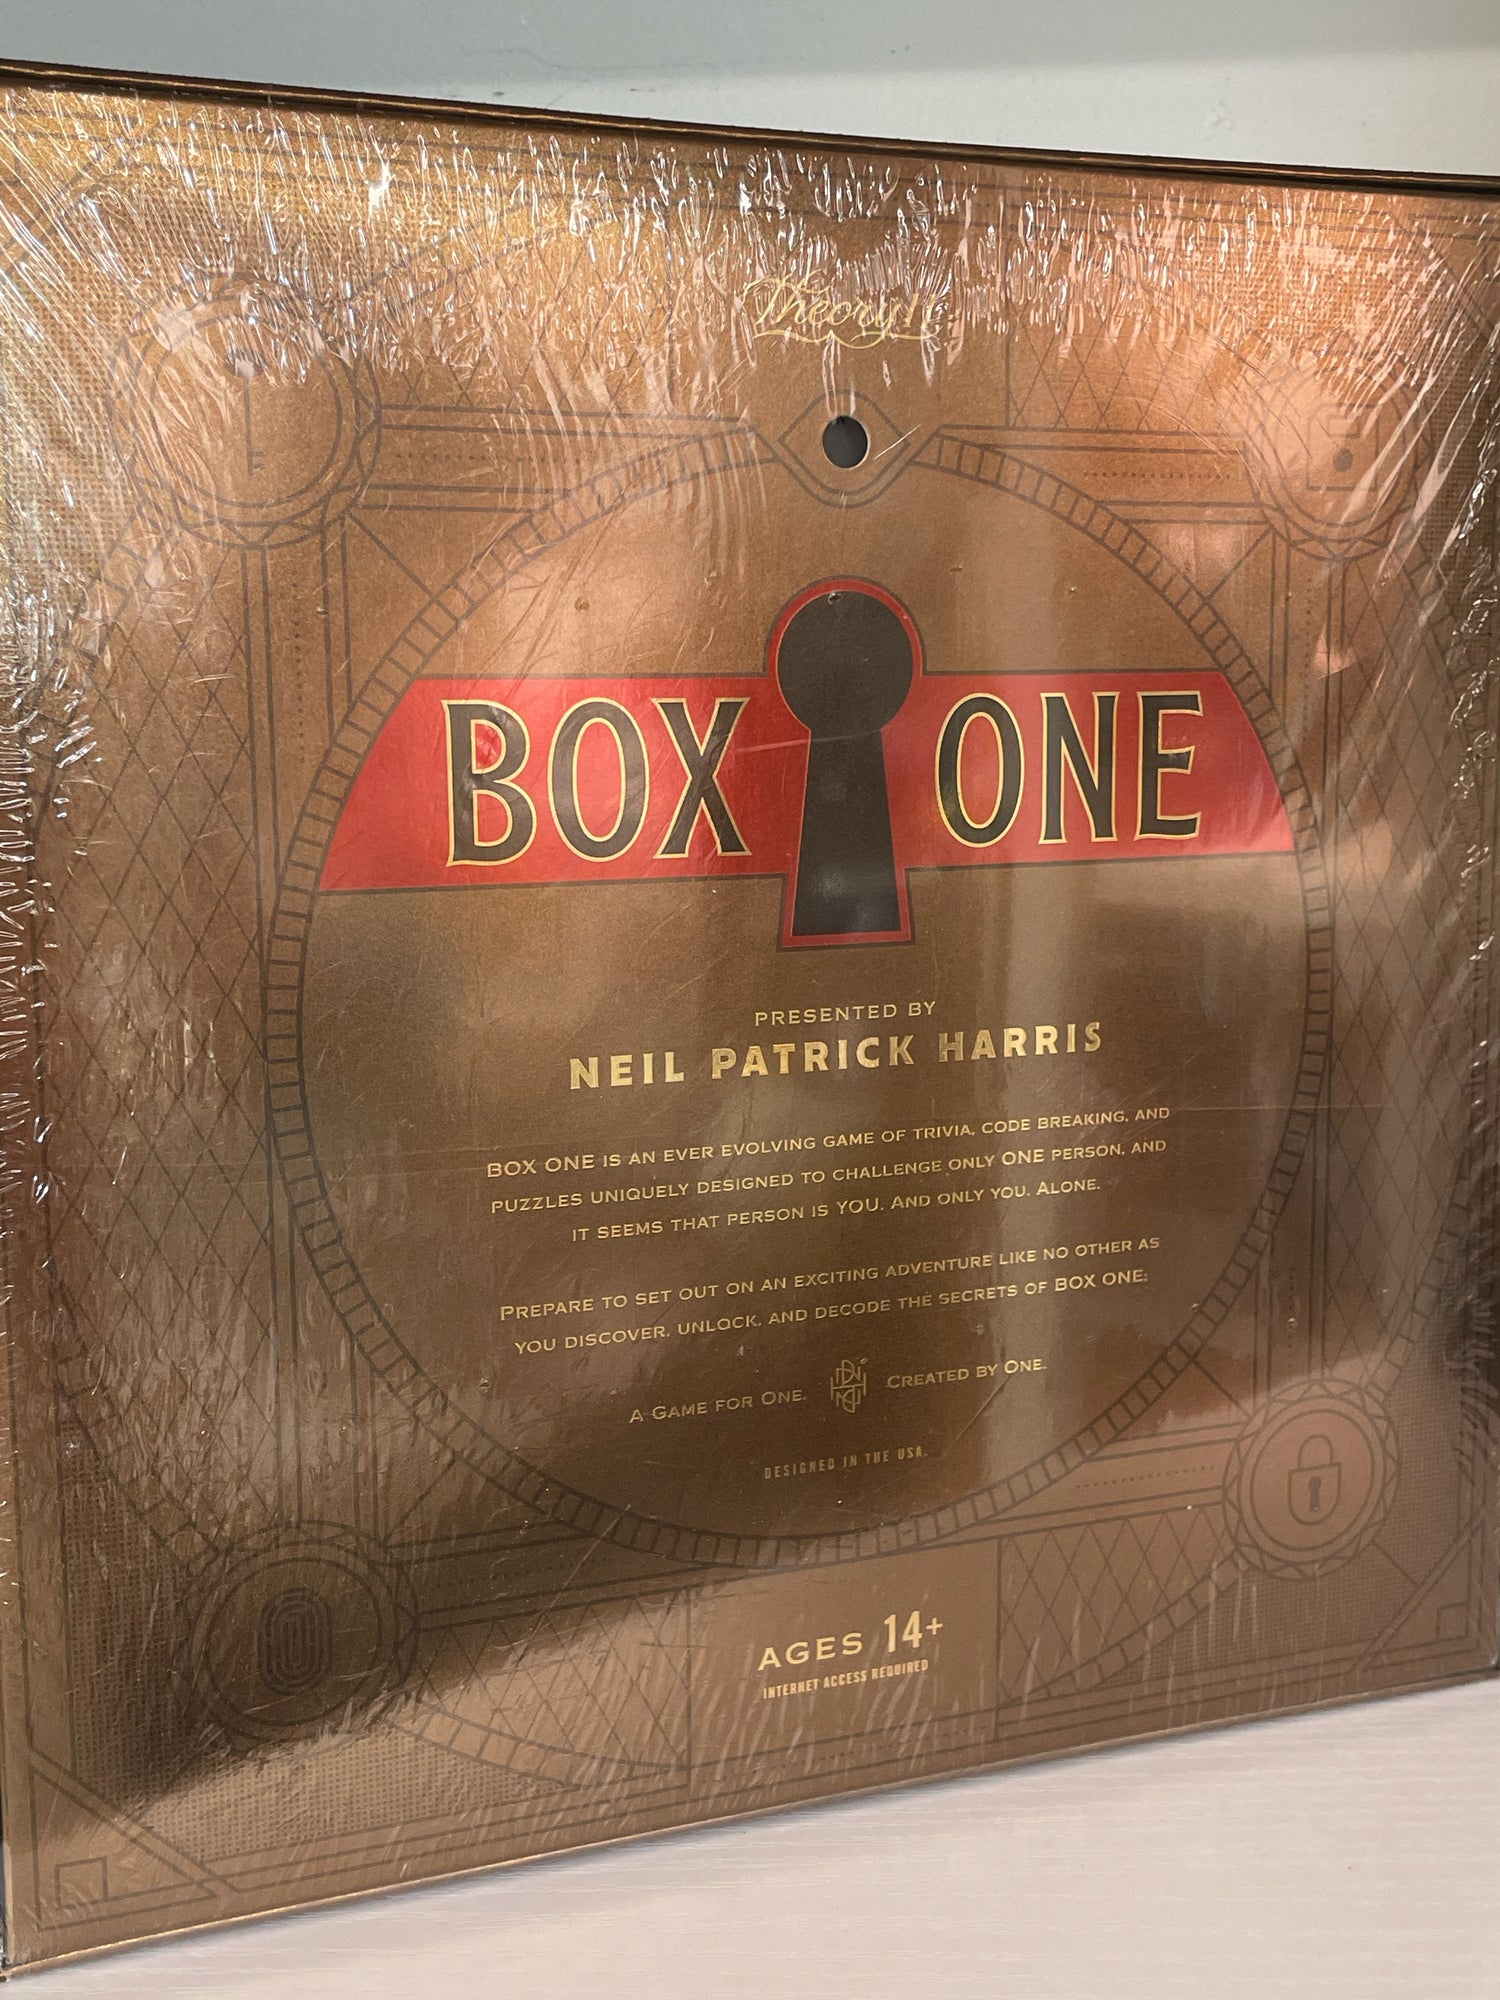 Theory11
BOX ONE
PRESENTED BY
NEIL PATRICK HARRIS
BOX ONE IS AN EVER EVOLVING GAME OF TRIVIA, CODE BREAKING, AND
PUZZLES UNIQUELY DESIGNED TO CHALLENGE ONLY ONE PERSON, AND
IT SEEMS THAT PERSON IS YOU. AND ONLY YOU. ALONE.
PREPARE TO SET OUT ON AN EXCITING ADVENTURE LIKE NO OTHER AS
YOU DISCOVER, UNLOCK, AND DECODE THE SECRETS OF BOX ONE:
A GAME FOR ONE. CREATED BY ONE.
DESIGNED IN THE USA.
AGES 14+
INTERNET ACCESS REQUIRED